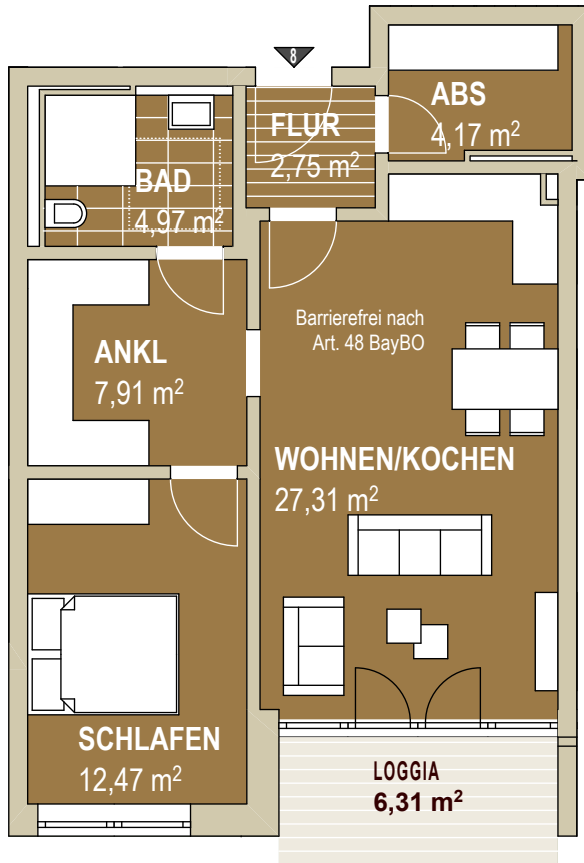 8
ABS
4,17 m²
FLUR
2,75 m²
BAD
4,97 m²
Barrierefrei nach
Art. 48 BayBO
ANKL
7,91 m²
WOHNEN/KOCHEN
27,31 m²
SCHLAFEN
12,47 m²
LOGGIA
6,31 m²